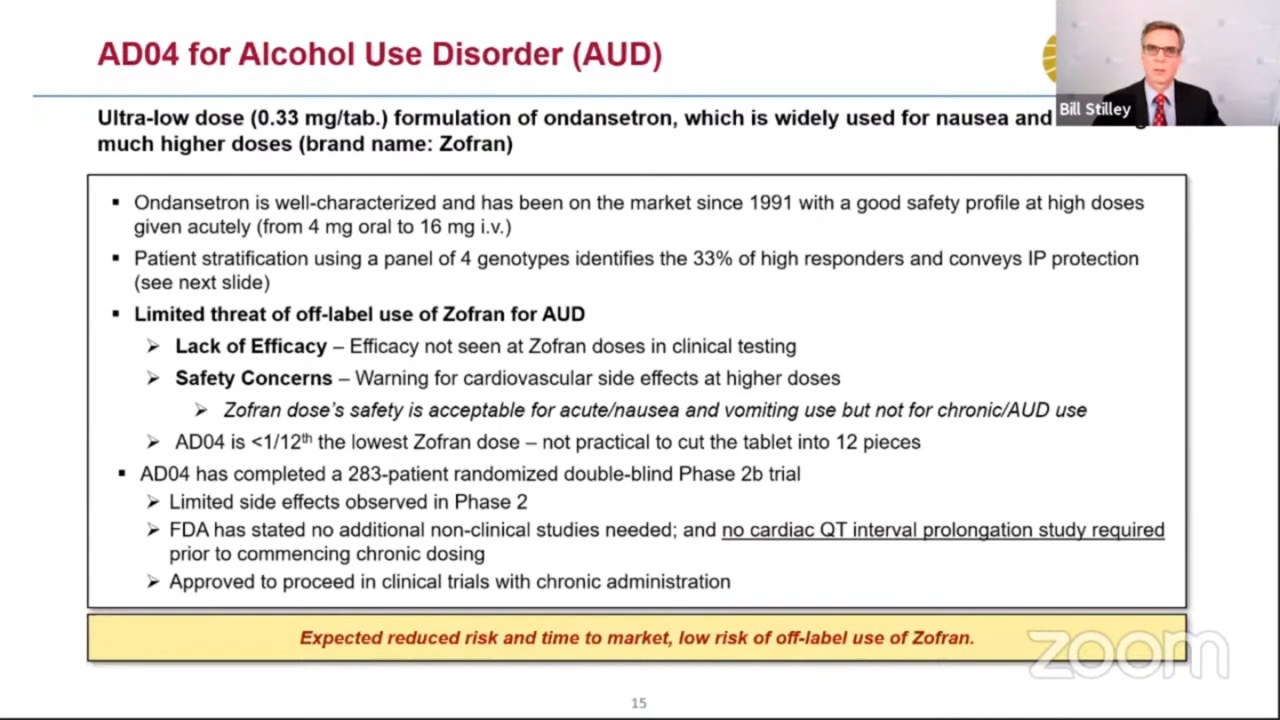 AD04 for Alcohol Use Disorder (AUD)
Bill Stilley
Ultra-low dose (0.33 mg/tab.) formulation of ondansetron, which is widely used for nausea and
much higher doses (brand name: Zofran)
▪ Ondansetron is well-characterized and has been on the market since 1991 with a good safety profile at high doses
given acutely (from 4 mg oral to 16 mg i.v.)
▪ Patient stratification using a panel of 4 genotypes identifies the 33% of high responders and conveys IP protection
(see next slide)
▪ Limited threat of off-label use of Zofran for AUD
➢ Lack of Efficacy – Efficacy not seen at Zofran doses in clinical testing
➢ Safety Concerns – Warning for cardiovascular side effects at higher doses
➢ Zofran dose's safety is acceptable for acute/nausea and vomiting use but not for chronic/AUD use
➢ AD04 is <1/12th the lowest Zofran dose – not practical to cut the tablet into 12 pieces
▪ AD04 has completed a 283-patient randomized double-blind Phase 2b trial
➢ Limited side effects observed in Phase 2
➢ FDA has stated no additional non-clinical studies needed; and no cardiac QT interval prolongation study required
prior to commencing chronic dosing
➢ Approved to proceed in clinical trials with chronic administration
Expected reduced risk and time to market, low risk of off-label use of Zofran.
zoom
15